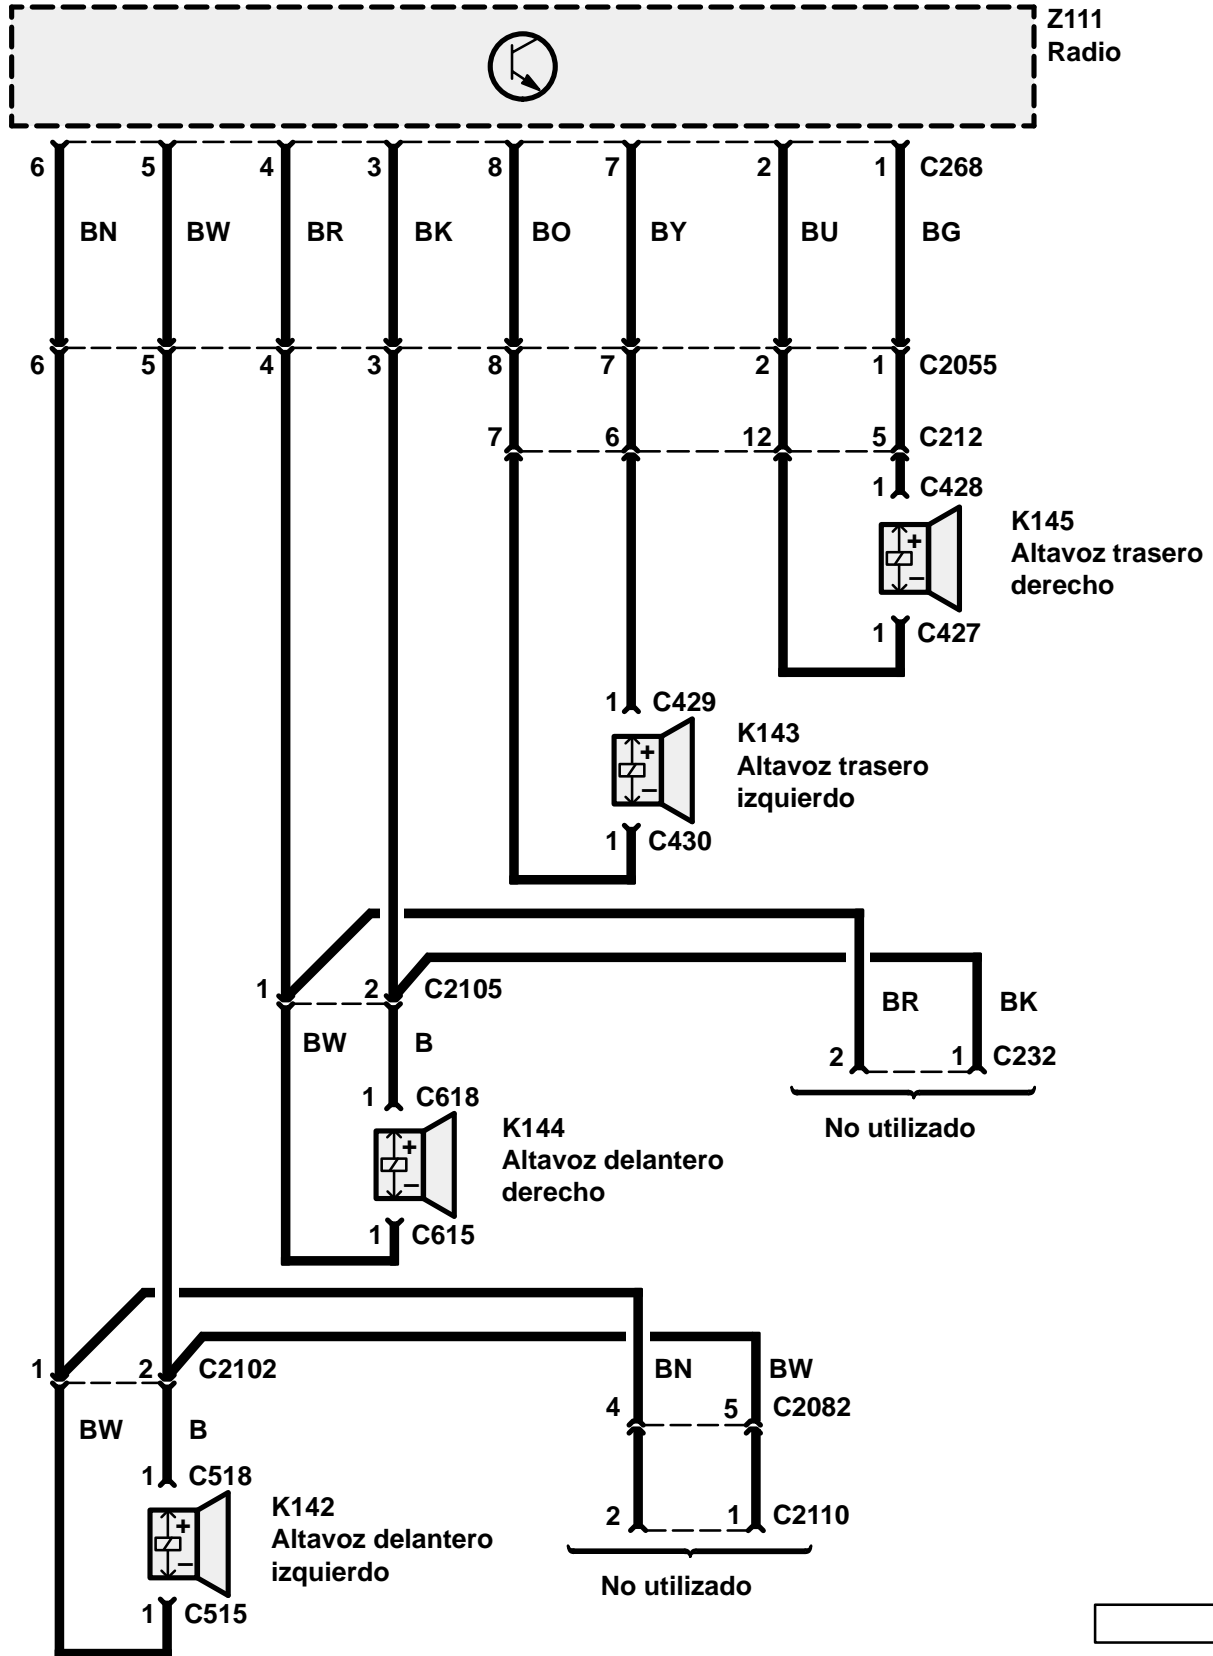 Z111
Radio
6 5 4 3 8 7 2 1 C268
BN BW BR BK BO BY BU BG
6 5 4 3 8 7 2 1 C2055
7 6 12 5 C212
1 C428
K145
Altavoz trasero
derecho
+
–
1 C427
1 C429
K143
Altavoz trasero
izquierdo
+
–
1 C430
1 2 C2105
BR BK
BW B
2 1 C232
No utilizado
1 C618
K144
Altavoz delantero
derecho
+
–
1 C615
1 2 C2102
BN BW
4 5 C2082
BW B
1 C518
K142
Altavoz delantero
izquierdo
+
–
2 1 C2110
No utilizado
1 C515